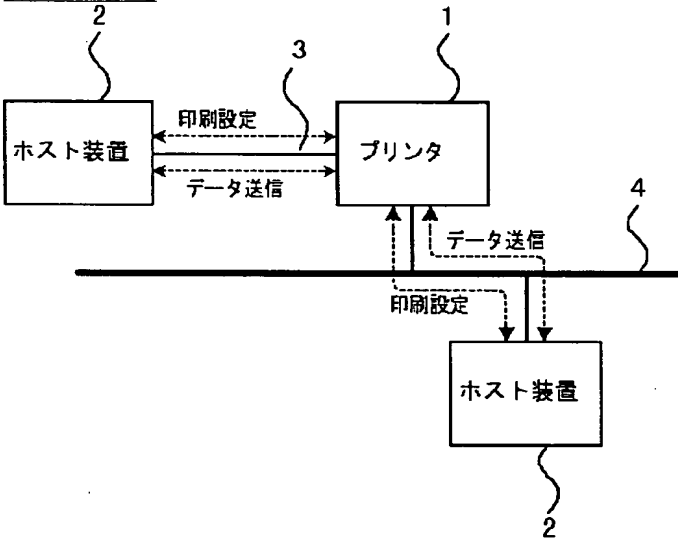 2
1
3
印刷設定
ホスト装置
プリンタ
データ送信
4
データ送信
印刷設定
ホスト装置
2